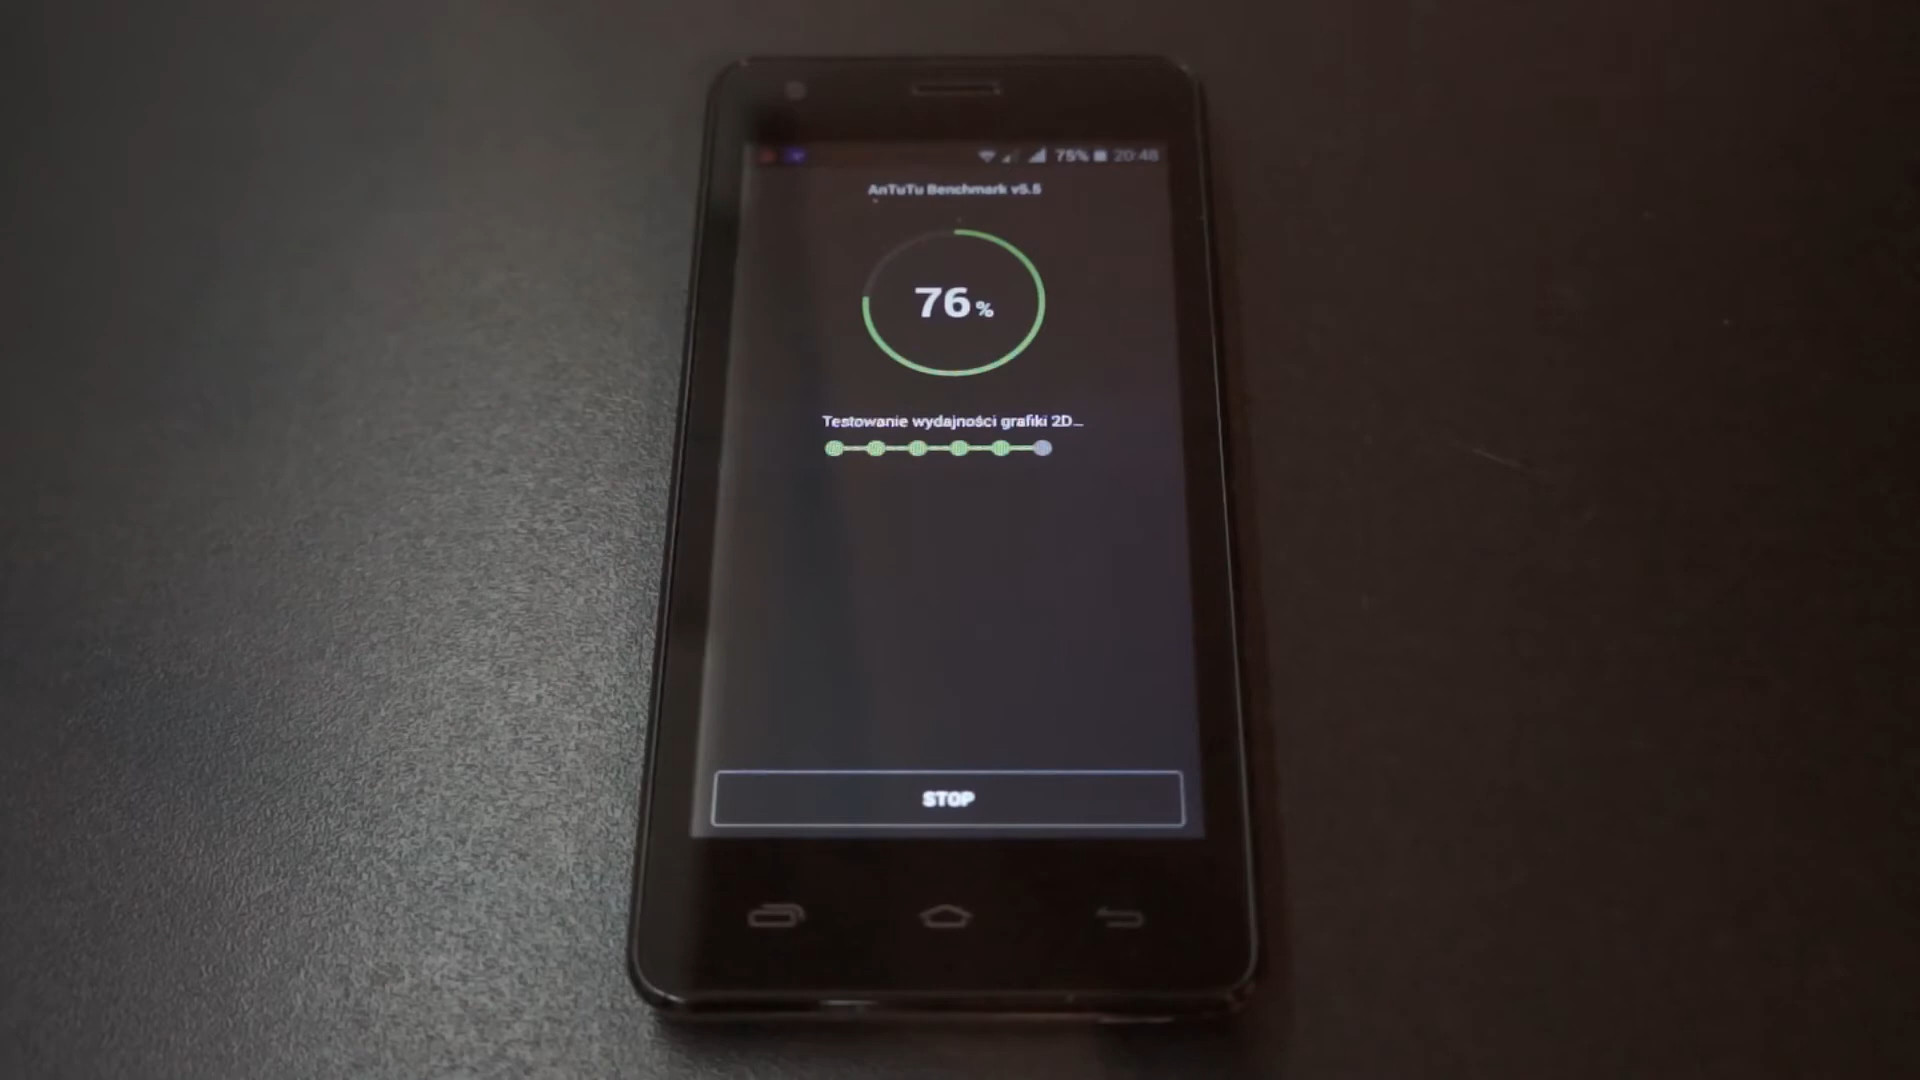 75% 20:48
AnTuTu Benchmark v5.5
76%
Testowanie wydajności grafiki 2D...
STOP